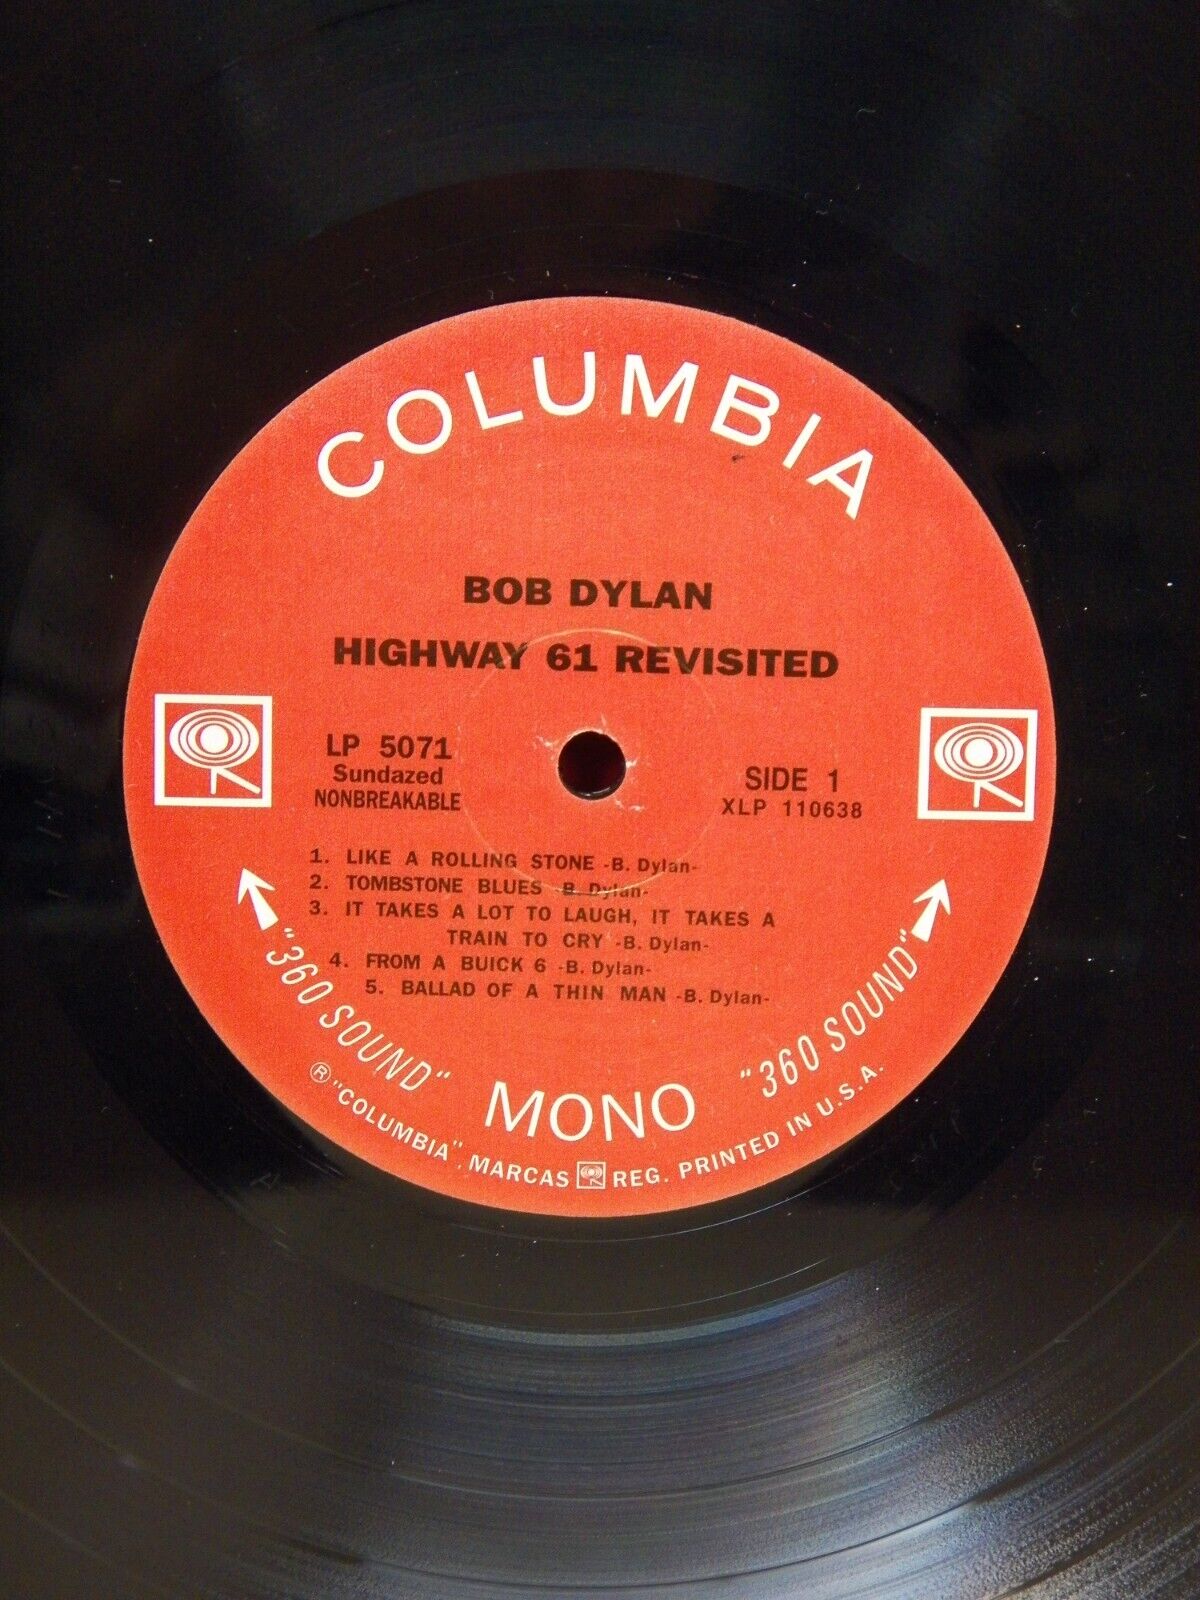 COLUMBIA
BOB DYLAN
HIGHWAY 61 REVISITED
LP 5071
Sundazed
NONBREAKABLE
SIDE 1
XLP 110638
1. LIKE A ROLLING STONE -B. Dylan-
2. TOMBSTONE BLUES -B. Dylan-
3. IT TAKES A LOT TO LAUGH, IT TAKES A
TRAIN TO CRY -B. Dylan-
4. FROM A BUICK 6 -B. Dylan-
5. BALLAD OF A THIN MAN -B. Dylan-
"360 SOUND" MONO "360 SOUND"
® "COLUMBIA", MARCAS REG. PRINTED IN U.S.A.